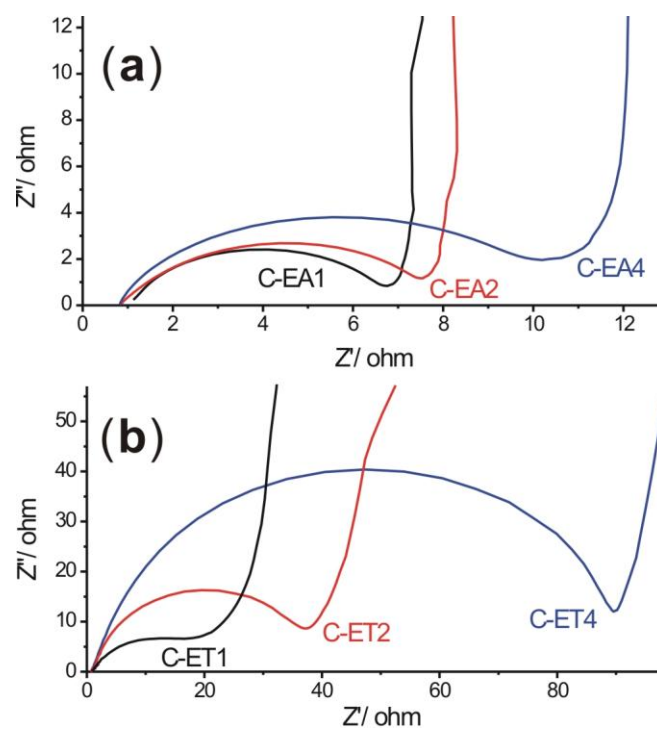 (a)
12
10
8
6
4
2
0
Z"/ ohm
C-EA1
C-EA2
C-EA4
0 2 4 6 8 10 12
Z'/ ohm
(b)
50
40
30
20
10
0
Z"/ ohm
C-ET1
C-ET2
C-ET4
0 20 40 60 80
Z'/ ohm